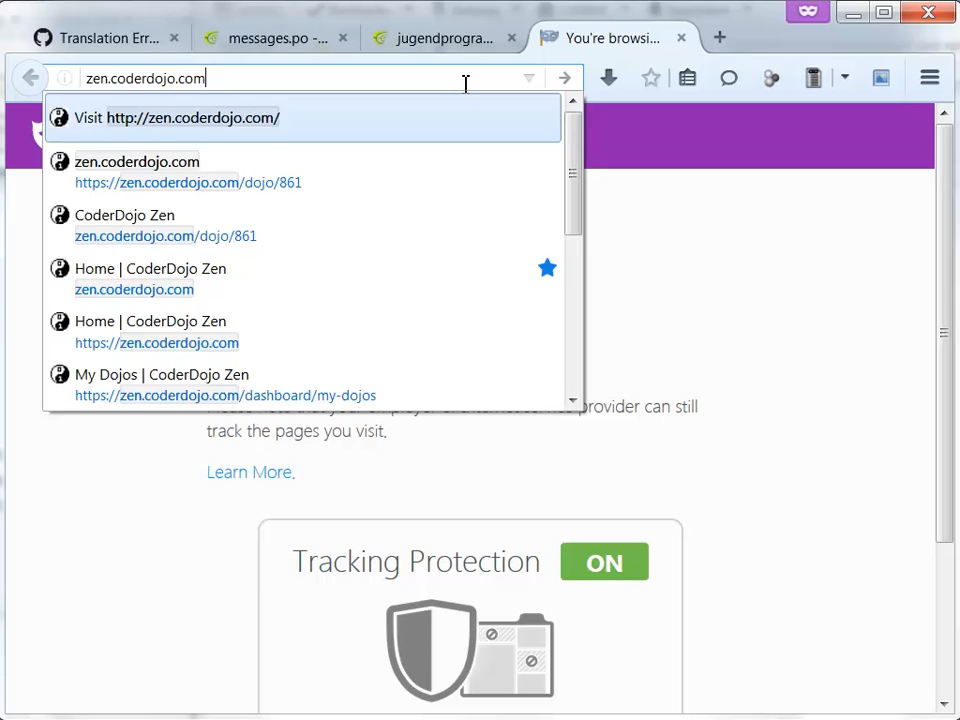 Translation Err...
messages.po -...
jugendprogra...
You're browsi...
zen.coderdojo.com
Visit http://zen.coderdojo.com/
zen.coderdojo.com
https://zen.coderdojo.com/dojo/861
CoderDojo Zen
zen.coderdojo.com/dojo/861
Home | CoderDojo Zen
zen.coderdojo.com
Home | CoderDojo Zen
https://zen.coderdojo.com
My Dojos | CoderDojo Zen
https://zen.coderdojo.com/dashboard/my-dojos
provider can still
track the pages you visit.
Learn More.
Tracking Protection ON